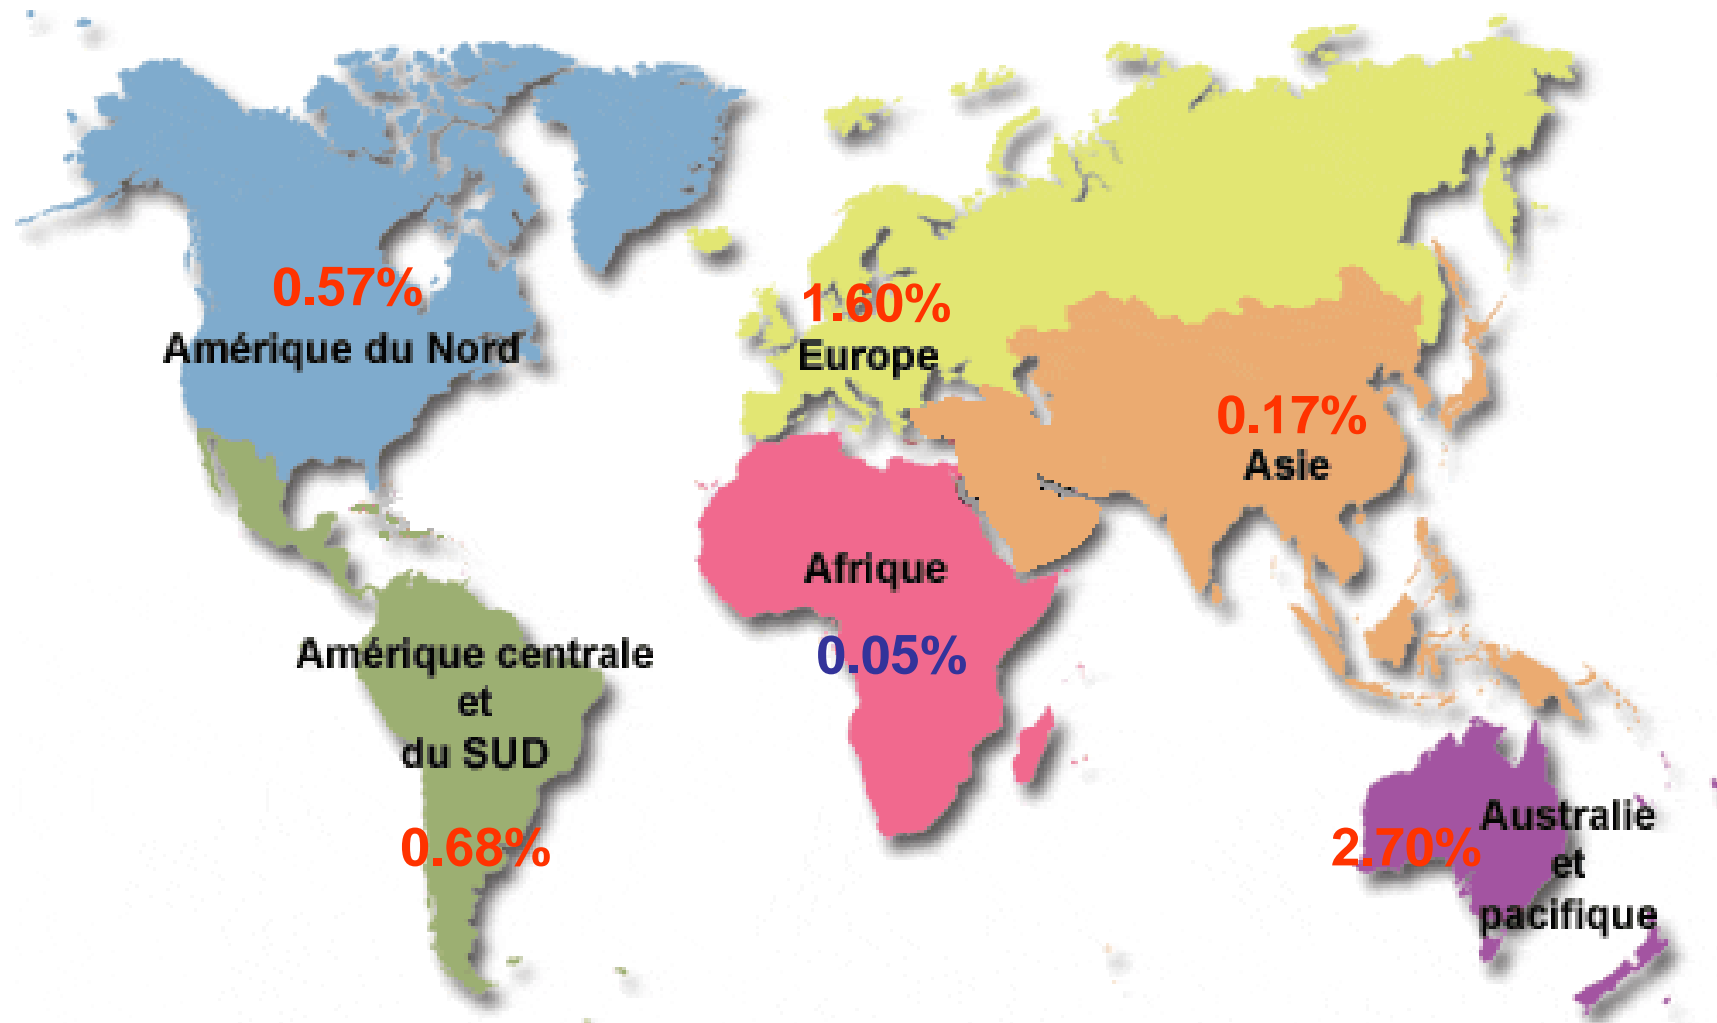 0.57%
Amérique du Nord
1.60%
Europe
0.17%
Asie
Afrique
0.05%
Amérique centrale
et
du SUD
0.68%
2.70%
Australie
et
pacifique